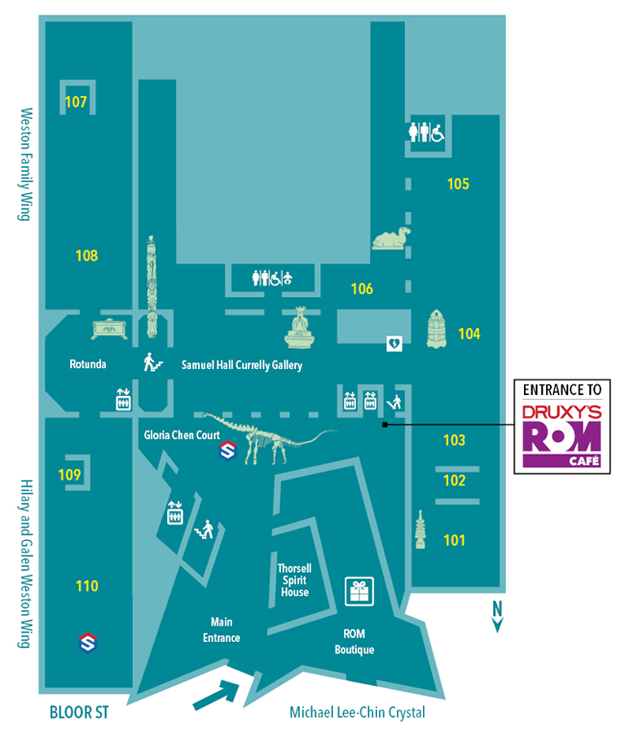 107
Weston Family Wing
105
108
106
104
Rotunda
Samuel Hall Currelly Gallery
ENTRANCE TO
DRUXY'S
ROM
CAFÉ
Gloria Chen Court
S
103
102
101
109
Hilary and Galen Weston Wing
110
Thorsell
Spirit
House
Main
Entrance
ROM
Boutique
S
N
BLOOR ST
Michael Lee-Chin Crystal